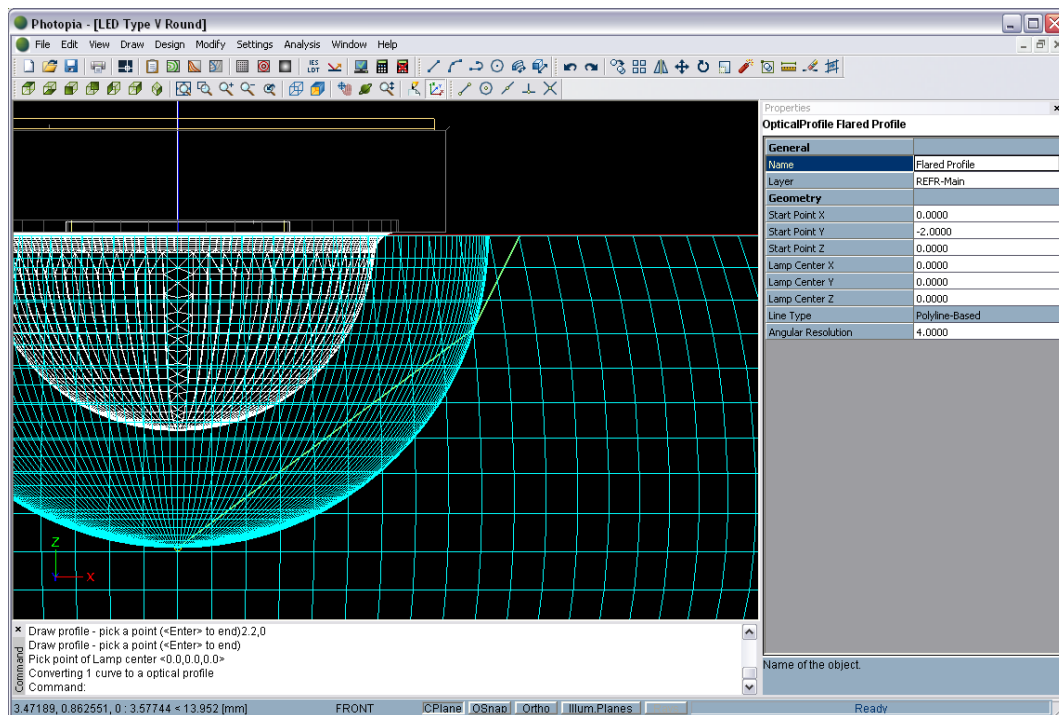 Photopia - [LED Type V Round]
File Edit View Draw Design Modify Settings Analysis Window Help
IES
LDT
Properties
OpticalProfile Flared Profile
General
Name Flared Profile
Layer REFR-Main
Geometry
Start Point X 0.0000
Start Point Y -2.0000
Start Point Z 0.0000
Lamp Center X 0.0000
Lamp Center Y 0.0000
Lamp Center Z 0.0000
Line Type Polyline-Based
Angular Resolution 4.0000
Z
X
Command
Draw profile - pick a point (<Enter> to end)2.2,0
Draw profile - pick a point (<Enter> to end)
Pick point of Lamp center <0.0,0.0,0.0>
Converting 1 curve to a optical profile
Command:
Name of the object.
3.47189, 0.862551, 0 : 3.57744 < 13.952 [mm] FRONT CPlane OSnap Ortho Illum.Planes Ready